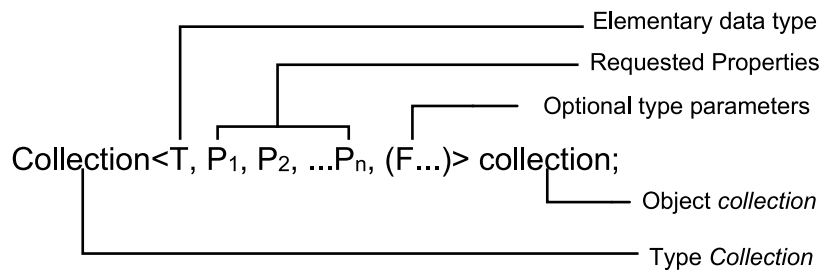 Elementary data type
Requested Properties
Optional type parameters
Collection<T, P₁, P₂, ...Pₙ, (F...)> collection;
Object collection
Type Collection